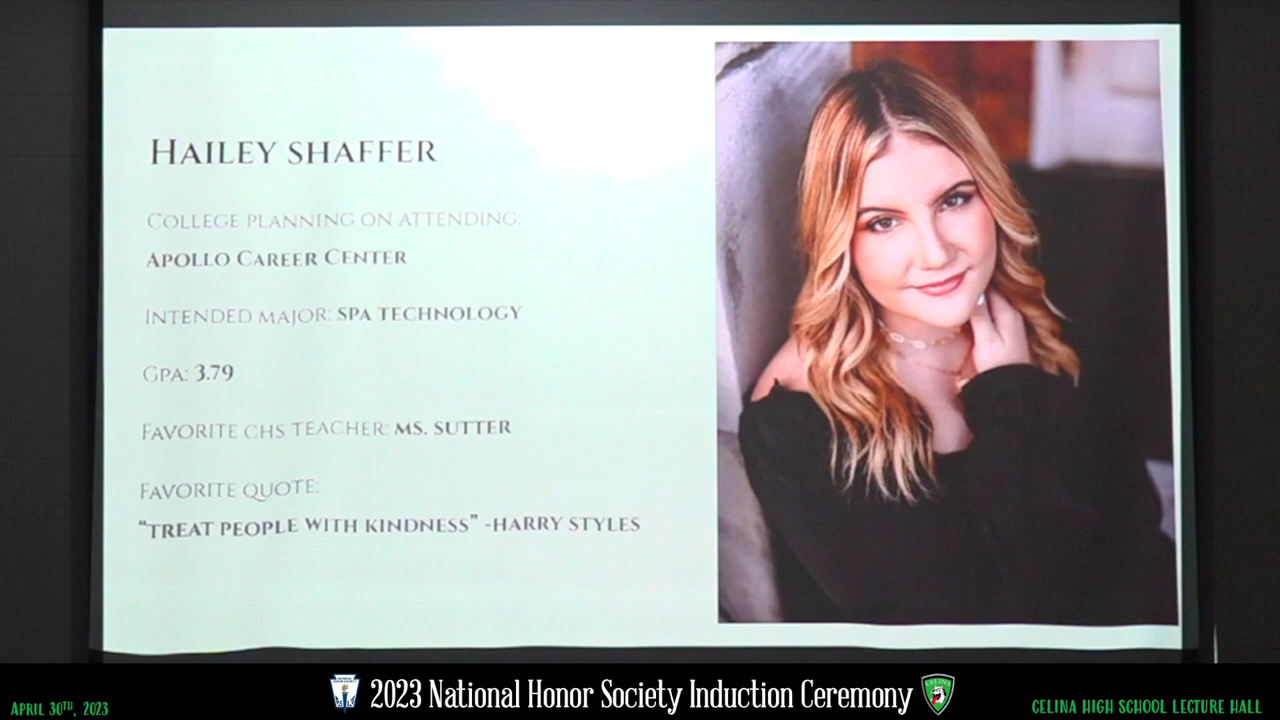 HAILEY SHAFFER
COLLEGE PLANNING ON ATTENDING:
APOLLO CAREER CENTER
INTENDED MAJOR: SPA TECHNOLOGY
GPA: 3.79
FAVORITE CHS TEACHER: MS. SUTTER
FAVORITE QUOTE:
“TREAT PEOPLE WITH KINDNESS” -HARRY STYLES
2023 National Honor Society Induction Ceremony
CELINA
APRIL 30TH, 2023
CELINA HIGH SCHOOL LECTURE HALL